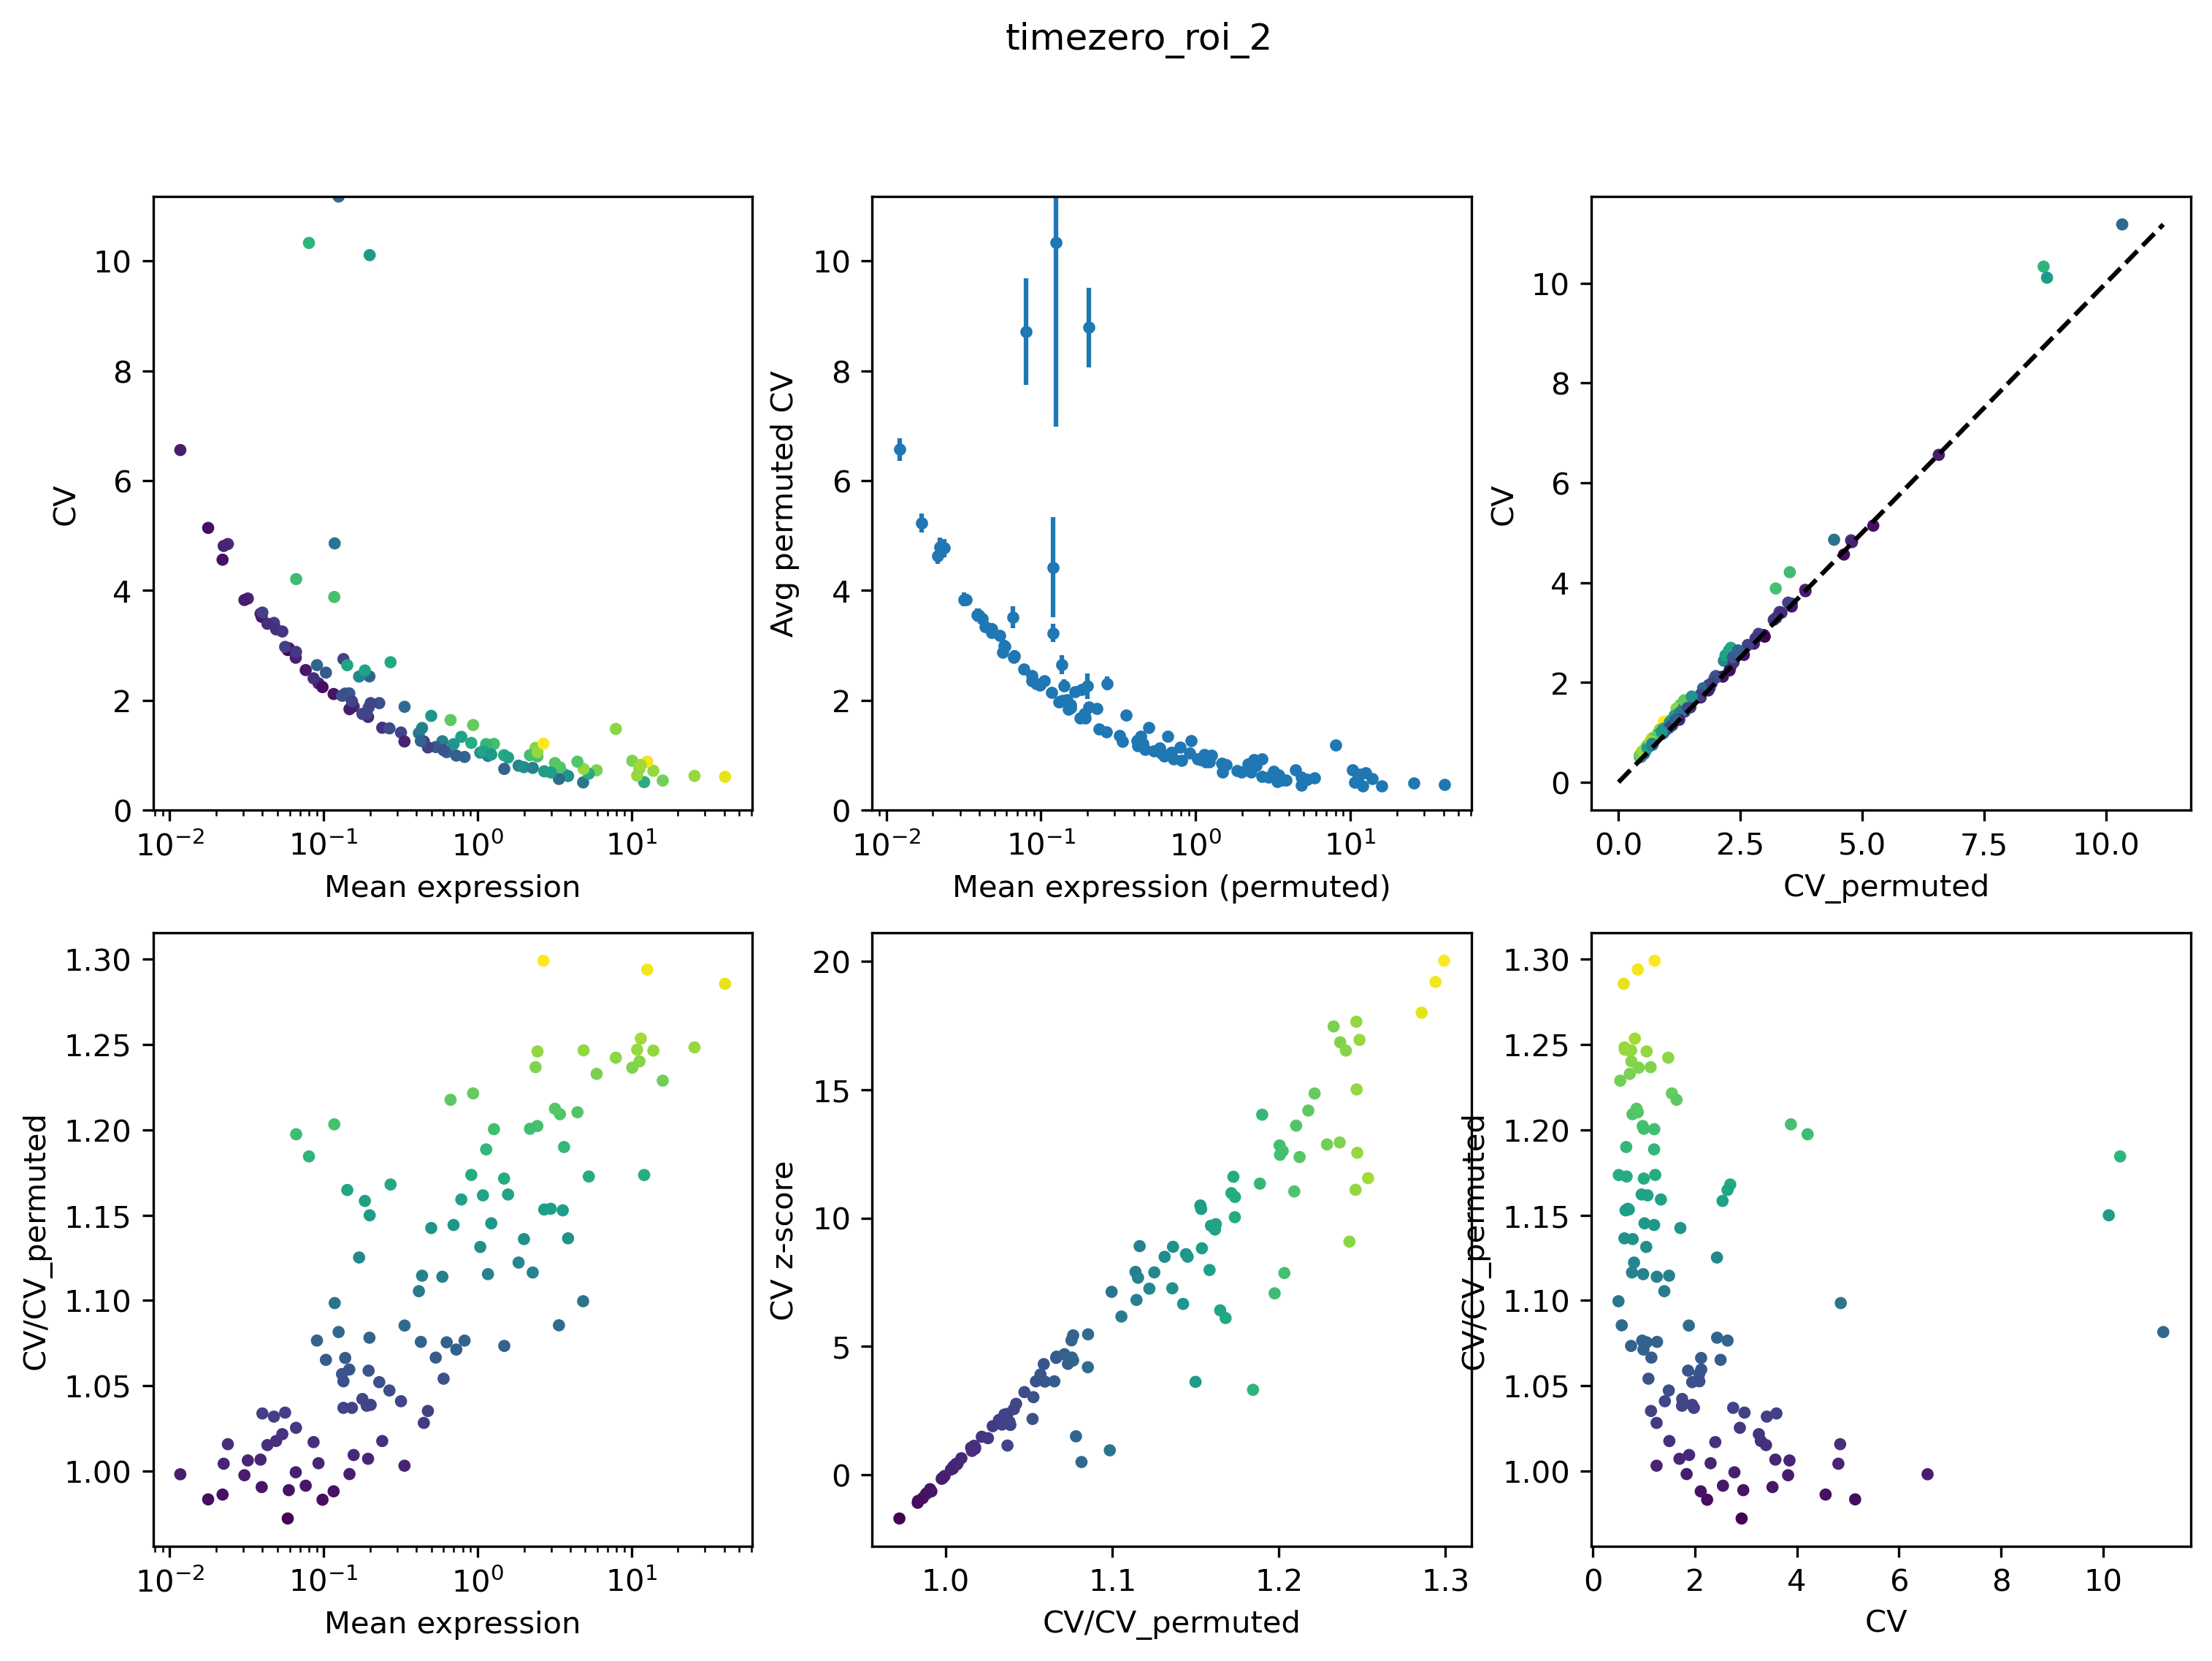 timezero_roi_2
10
8
6
4
2
0
CV
10⁻² 10⁻¹ 10⁰ 10¹
Mean expression
10
8
6
4
2
0
Avg permuted CV
10⁻² 10⁻¹ 10⁰ 10¹
Mean expression (permuted)
10
8
6
4
2
0
CV
0.0 2.5 5.0 7.5 10.0
CV_permuted
1.30
1.25
1.20
1.15
1.10
1.05
1.00
CV/CV_permuted
10⁻² 10⁻¹ 10⁰ 10¹
Mean expression
20
15
10
5
0
CV z-score
1.0 1.1 1.2 1.3
CV/CV_permuted
1.30
1.25
1.20
1.15
1.10
1.05
1.00
CV/CV_permuted
0 2 4 6 8 10
CV